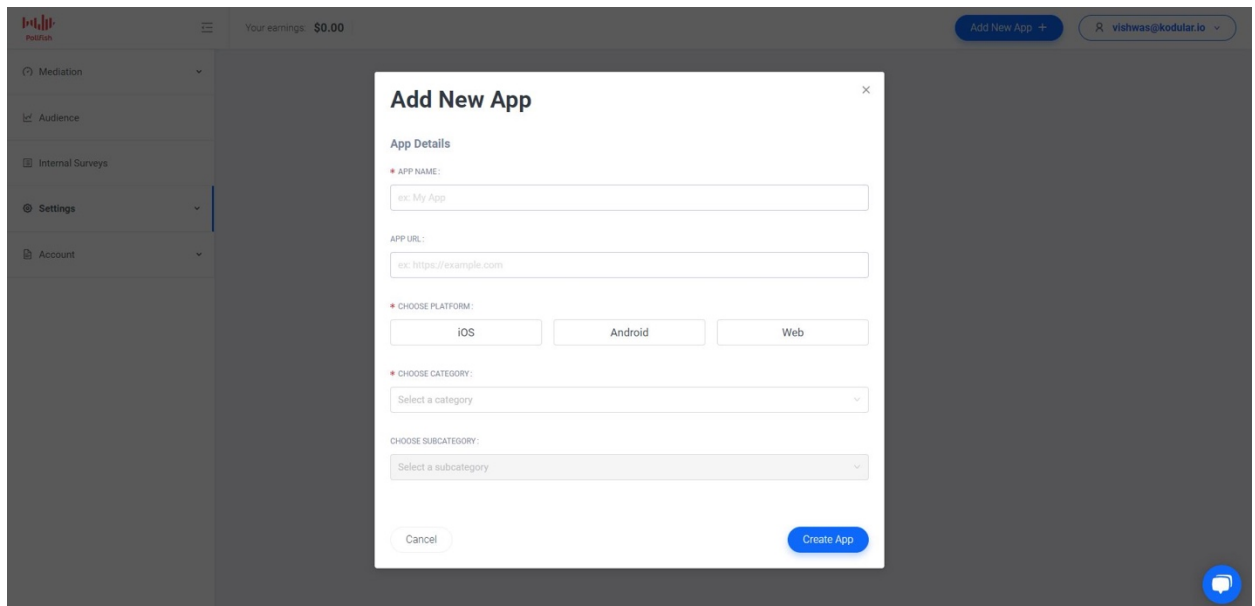 Pollfish
Your earnings: $0.00
Add New App +
vishwas@kodular.io
Mediation
Audience
Internal Surveys
Settings
Account
Add New App
App Details
* APP NAME:
ex: My App
APP URL:
ex: https://example.com
* CHOOSE PLATFORM:
iOS Android Web
* CHOOSE CATEGORY:
Select a category
CHOOSE SUBCATEGORY:
Select a subcategory
Cancel Create App